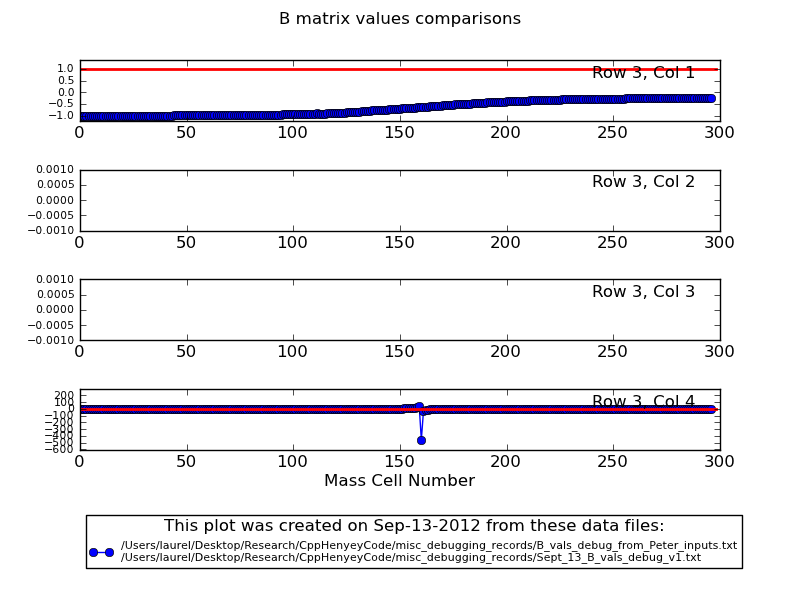 B matrix values comparisons
1.0
0.5
0.0
−0.5
−1.0
Row 3, Col 1
0 50 100 150 200 250 300
0.0010
0.0005
0.0000
−0.0005
−0.0010
Row 3, Col 2
0 50 100 150 200 250 300
0.0010
0.0005
0.0000
−0.0005
−0.0010
Row 3, Col 3
0 50 100 150 200 250 300
200
100
0
−100
−200
−300
−400
−500
−600
Row 3, Col 4
0 50 100 150 200 250 300
Mass Cell Number
This plot was created on Sep-13-2012 from these data files:
/Users/laurel/Desktop/Research/CppHenyeyCode/misc_debugging_records/B_vals_debug_from_Peter_inputs.txt
/Users/laurel/Desktop/Research/CppHenyeyCode/misc_debugging_records/Sept_13_B_vals_debug_v1.txt